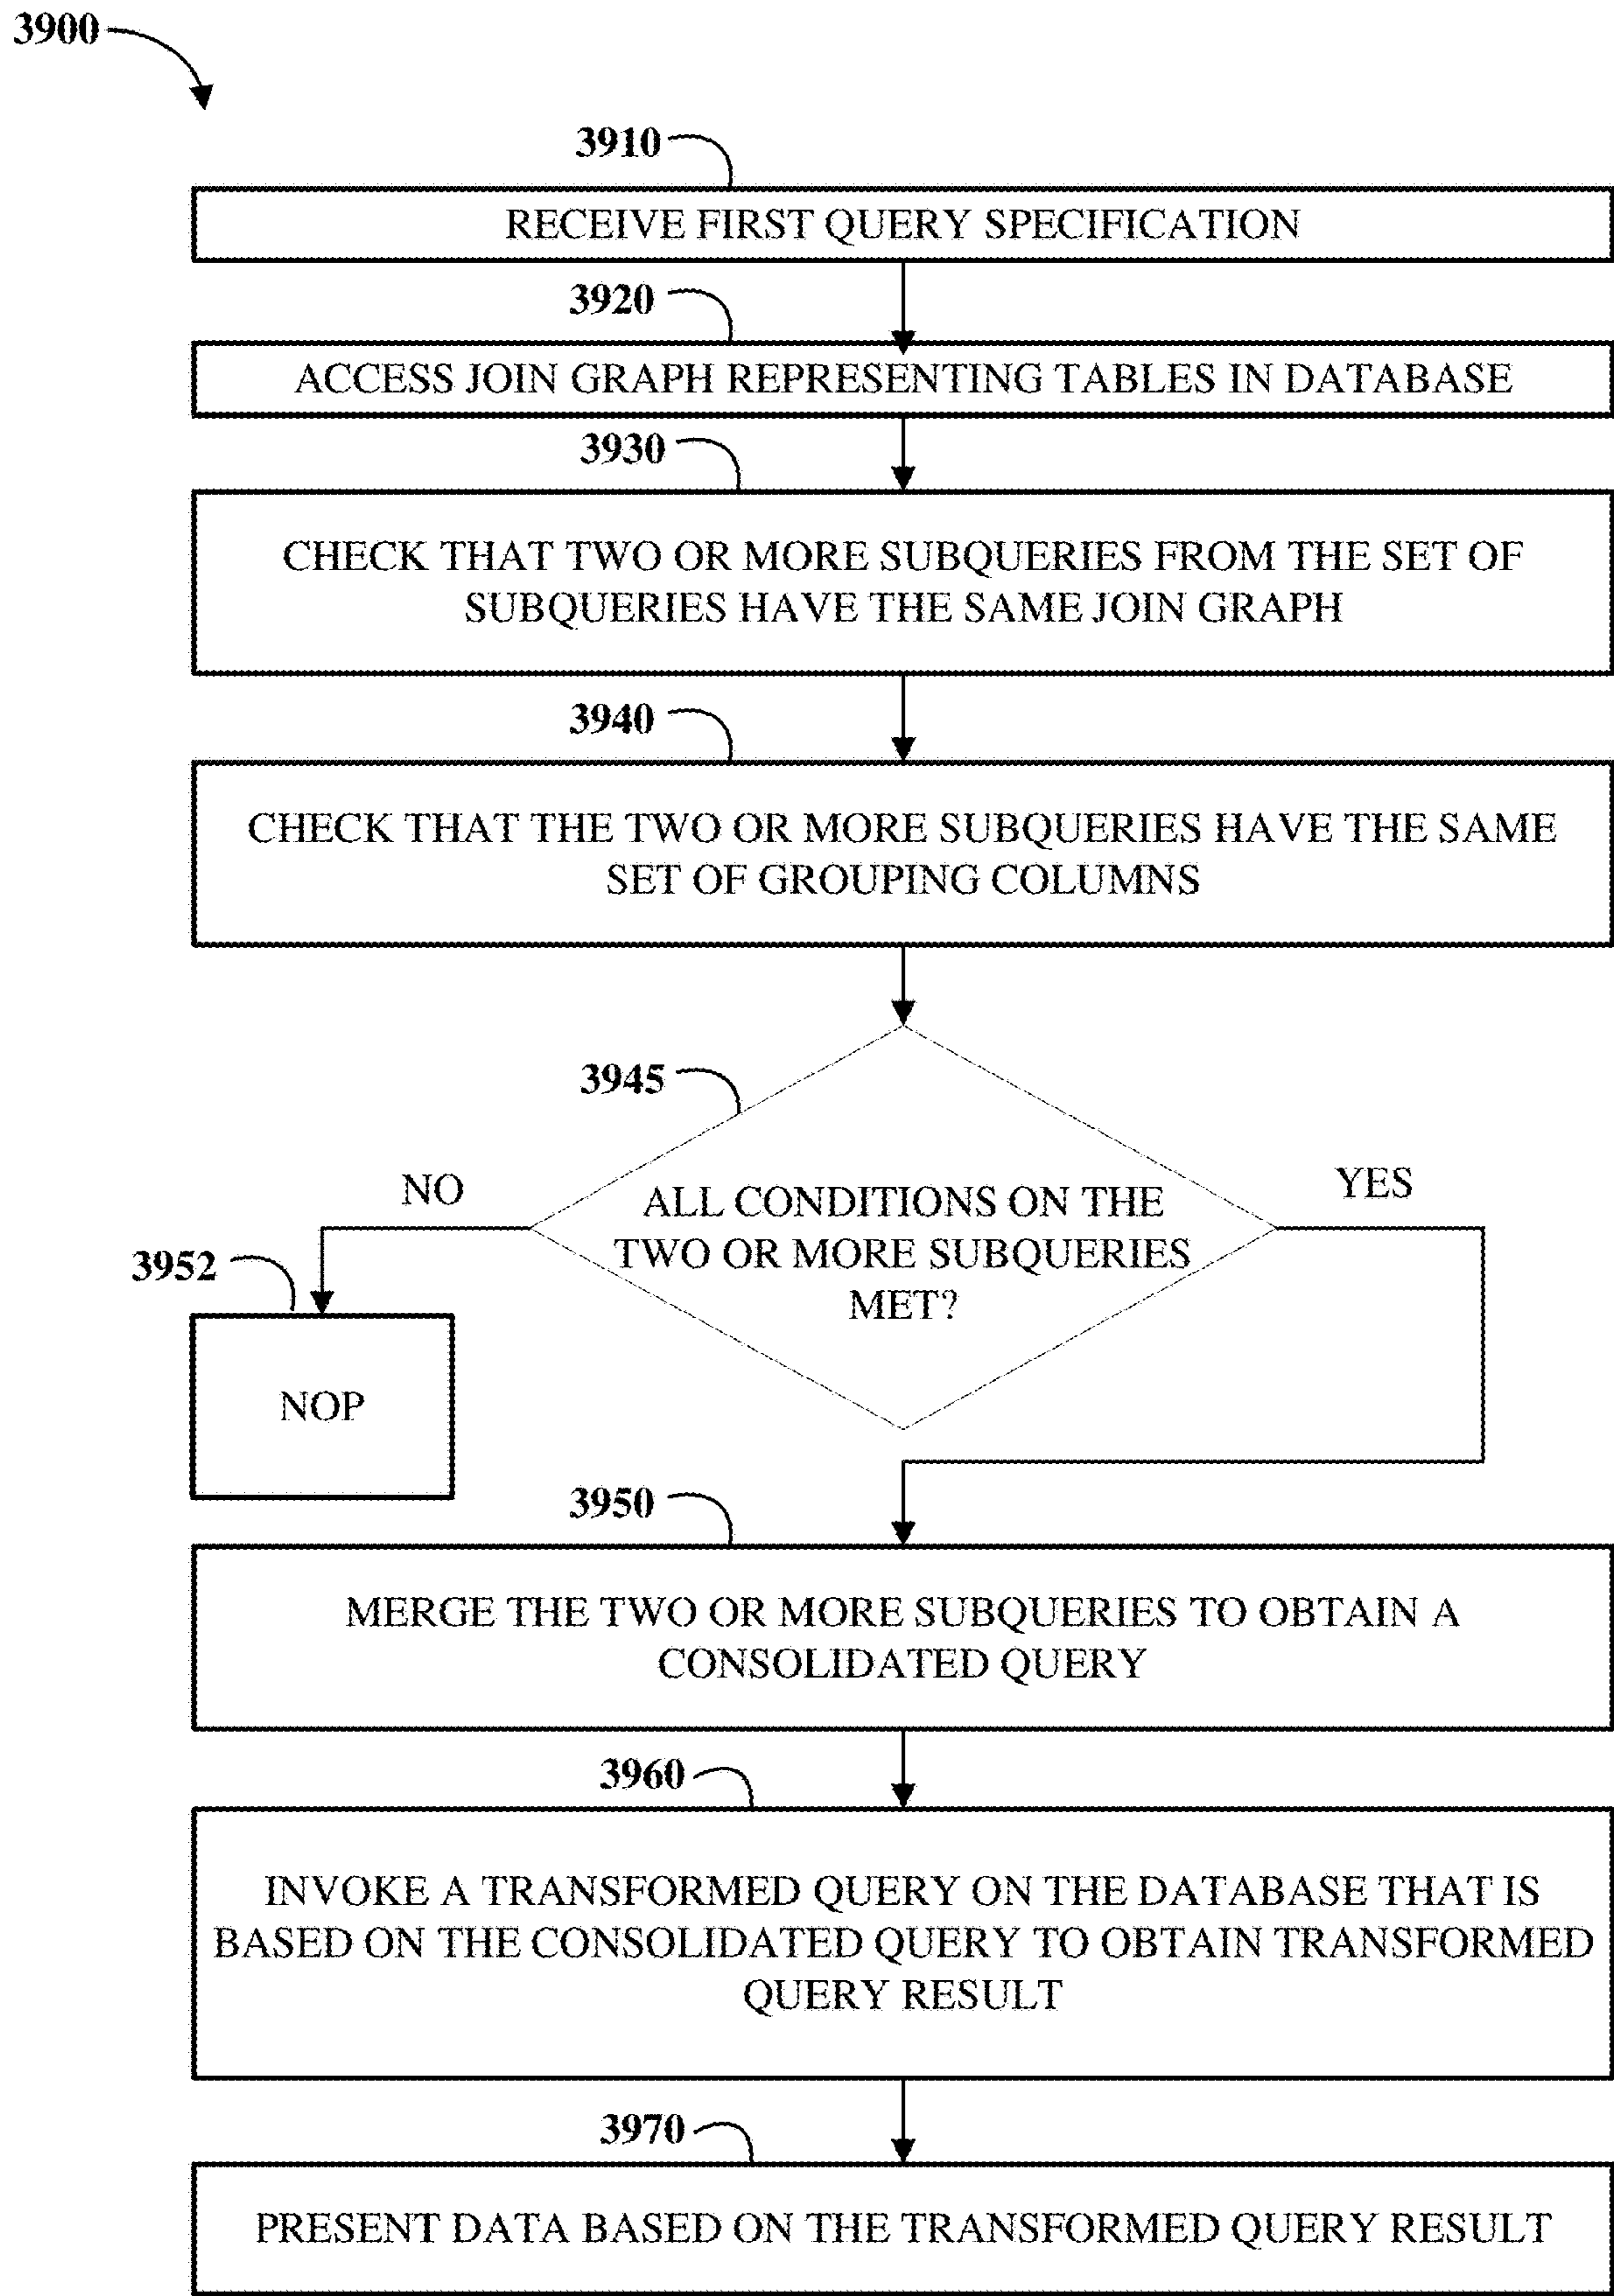 3900
3910
RECEIVE FIRST QUERY SPECIFICATION
3920
ACCESS JOIN GRAPH REPRESENTING TABLES IN DATABASE
3930
CHECK THAT TWO OR MORE SUBQUERIES FROM THE SET OF
SUBQUERIES HAVE THE SAME JOIN GRAPH
3940
CHECK THAT THE TWO OR MORE SUBQUERIES HAVE THE SAME
SET OF GROUPING COLUMNS
3945
NO
YES
ALL CONDITIONS ON THE
TWO OR MORE SUBQUERIES
MET?
3952
NOP
3950
MERGE THE TWO OR MORE SUBQUERIES TO OBTAIN A
CONSOLIDATED QUERY
3960
INVOKE A TRANSFORMED QUERY ON THE DATABASE THAT IS
BASED ON THE CONSOLIDATED QUERY TO OBTAIN TRANSFORMED
QUERY RESULT
3970
PRESENT DATA BASED ON THE TRANSFORMED QUERY RESULT